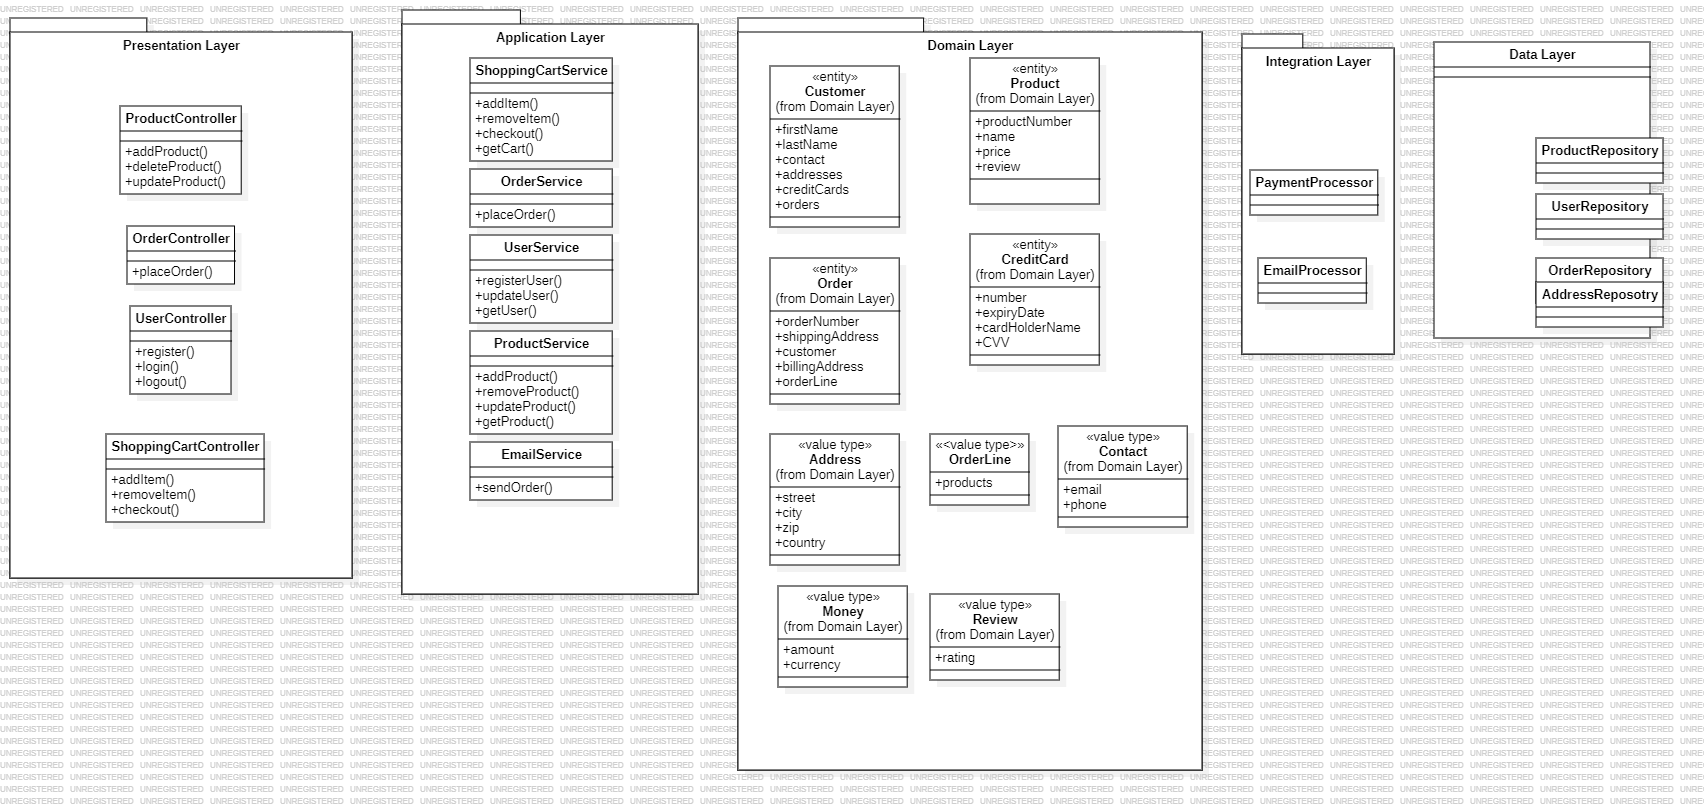 Presentation Layer
ProductController
+addProduct()
+deleteProduct()
+updateProduct()
OrderController
+placeOrder()
UserController
+register()
+login()
+logout()
ShoppingCartController
+addItem()
+removeItem()
+checkout()
Application Layer
ShoppingCartService
+addItem()
+removeItem()
+checkout()
+getCart()
OrderService
+placeOrder()
UserService
+registerUser()
+updateUser()
+getUser()
ProductService
+addProduct()
+removeProduct()
+updateProduct()
+getProduct()
EmailService
+sendOrder()
Domain Layer
«entity»
Customer
(from Domain Layer)
+firstName
+lastName
+contact
+addresses
+creditCards
+orders
«entity»
Product
(from Domain Layer)
+productNumber
+name
+price
+review
«entity»
Order
(from Domain Layer)
+orderNumber
+shippingAddress
+customer
+billingAddress
+orderLine
«entity»
CreditCard
(from Domain Layer)
+number
+expiryDate
+cardHolderName
+CVV
«value type»
Address
(from Domain Layer)
+street
+city
+zip
+country
«<value type>»
OrderLine
+products
«value type»
Contact
(from Domain Layer)
+email
+phone
«value type»
Money
(from Domain Layer)
+amount
+currency
«value type»
Review
(from Domain Layer)
+rating
Integration Layer
PaymentProcessor
EmailProcessor
Data Layer
ProductRepository
UserRepository
OrderRepository
AddressReposotry
UNREGISTERED